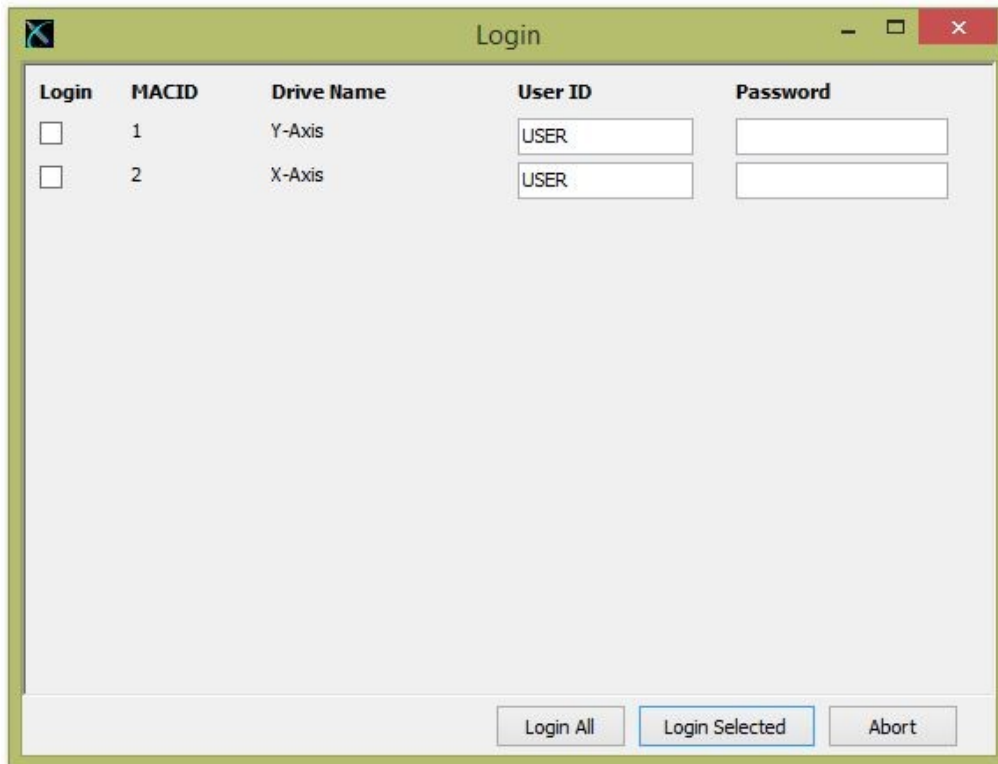 Login
Login MACID Drive Name User ID Password
1 Y-Axis USER
2 X-Axis USER
Login All Login Selected Abort